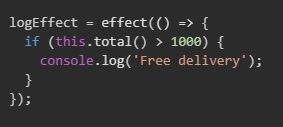 logEffect = effect(() => {
  if (this.total() > 1000) {
    console.log('Free delivery');
  }
});